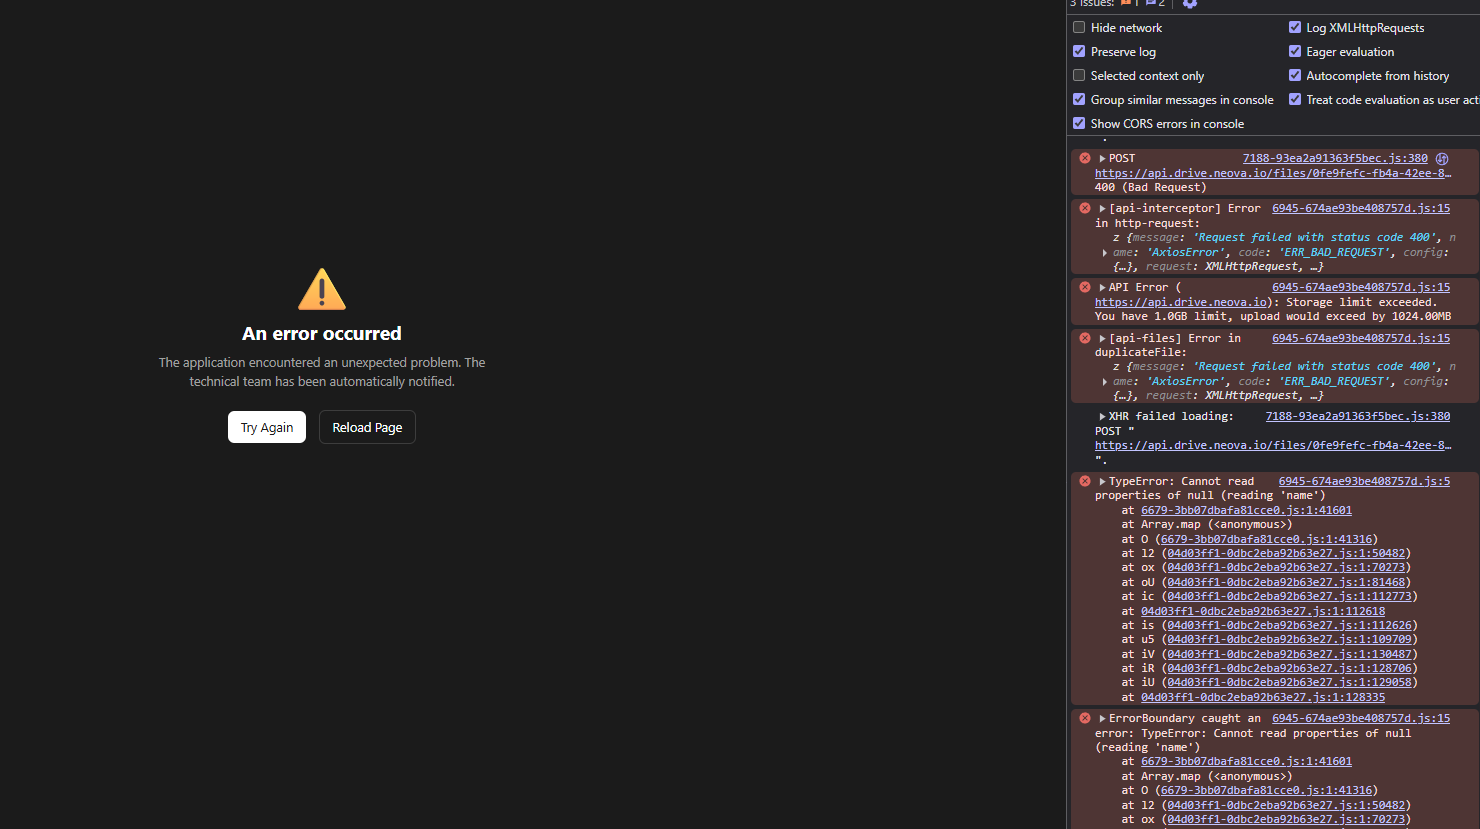 An error occurred
The application encountered an unexpected problem. The
technical team has been automatically notified.
Try Again
Reload Page
3 Issues: 1 2
Hide network
Log XMLHttpRequests
Preserve log
Eager evaluation
Selected context only
Autocomplete from history
Group similar messages in console
Treat code evaluation as user acti
Show CORS errors in console
.
POST 7188-93ea2a91363f5bec.js:380
https://api.drive.neova.io/files/0fe9fefc-fb4a-42ee-8…
400 (Bad Request)
[api-interceptor] Error 6945-674ae93be408757d.js:15
in http-request:
z {message: 'Request failed with status code 400', n
ame: 'AxiosError', code: 'ERR_BAD_REQUEST', config:
{…}, request: XMLHttpRequest, …}
API Error ( 6945-674ae93be408757d.js:15
https://api.drive.neova.io): Storage limit exceeded.
You have 1.0GB limit, upload would exceed by 1024.00MB
[api-files] Error in 6945-674ae93be408757d.js:15
duplicateFile:
z {message: 'Request failed with status code 400', n
ame: 'AxiosError', code: 'ERR_BAD_REQUEST', config:
{…}, request: XMLHttpRequest, …}
XHR failed loading: 7188-93ea2a91363f5bec.js:380
POST "
https://api.drive.neova.io/files/0fe9fefc-fb4a-42ee-8…
".
TypeError: Cannot read 6945-674ae93be408757d.js:5
properties of null (reading 'name')
at 6679-3bb07dbafa81cce0.js:1:41601
at Array.map (<anonymous>)
at O (6679-3bb07dbafa81cce0.js:1:41316)
at l2 (04d03ff1-0dbc2eba92b63e27.js:1:50482)
at ox (04d03ff1-0dbc2eba92b63e27.js:1:70273)
at oU (04d03ff1-0dbc2eba92b63e27.js:1:81468)
at ic (04d03ff1-0dbc2eba92b63e27.js:1:112773)
at 04d03ff1-0dbc2eba92b63e27.js:1:112618
at is (04d03ff1-0dbc2eba92b63e27.js:1:112626)
at u5 (04d03ff1-0dbc2eba92b63e27.js:1:109709)
at iV (04d03ff1-0dbc2eba92b63e27.js:1:130487)
at iR (04d03ff1-0dbc2eba92b63e27.js:1:128706)
at iU (04d03ff1-0dbc2eba92b63e27.js:1:129058)
at 04d03ff1-0dbc2eba92b63e27.js:1:128335
ErrorBoundary caught an 6945-674ae93be408757d.js:15
error: TypeError: Cannot read properties of null
(reading 'name')
at 6679-3bb07dbafa81cce0.js:1:41601
at Array.map (<anonymous>)
at O (6679-3bb07dbafa81cce0.js:1:41316)
at l2 (04d03ff1-0dbc2eba92b63e27.js:1:50482)
at ox (04d03ff1-0dbc2eba92b63e27.js:1:70273)